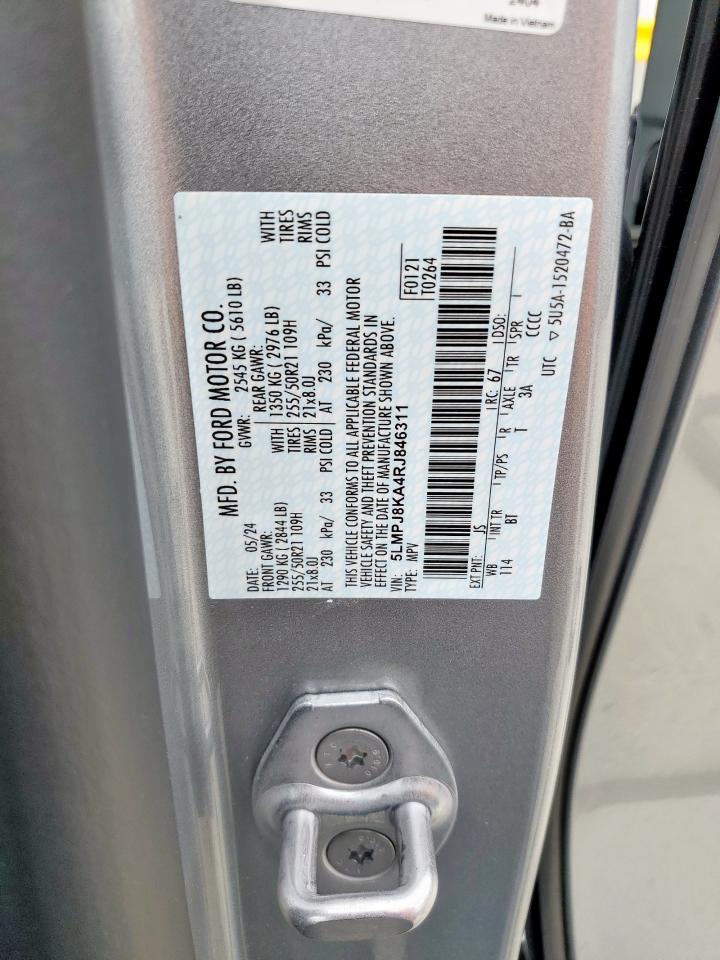 2404
Made in Vietnam
MFD. BY FORD MOTOR CO.
DATE: 05/24 GVWR: 2545 KG ( 5610 LB)
FRONT GAWR: REAR GAWR:
1290 KG ( 2844 LB) WITH 1350 KG ( 2976 LB) WITH
255/50R21 109H TIRES 255/50R21 109H TIRES
21x8.0J RIMS 21x8.0J RIMS
AT 230 kPa/ 33 PSI COLD AT 230 kPa/ 33 PSI COLD
THIS VEHICLE CONFORMS TO ALL APPLICABLE FEDERAL MOTOR
VEHICLE SAFETY AND THEFT PREVENTION STANDARDS IN
EFFECT ON THE DATE OF MANUFACTURE SHOWN ABOVE.
F0121
T0264
VIN: 5LMPJ8KA4RJ846311
TYPE: MPV
EXT PNT: JS RC: 67 DSO:
WB INT TR TP/PS R AXLE TR SPR
114 BT T 3A CCCC
UTC ▽ 5U5A-1520472-BA